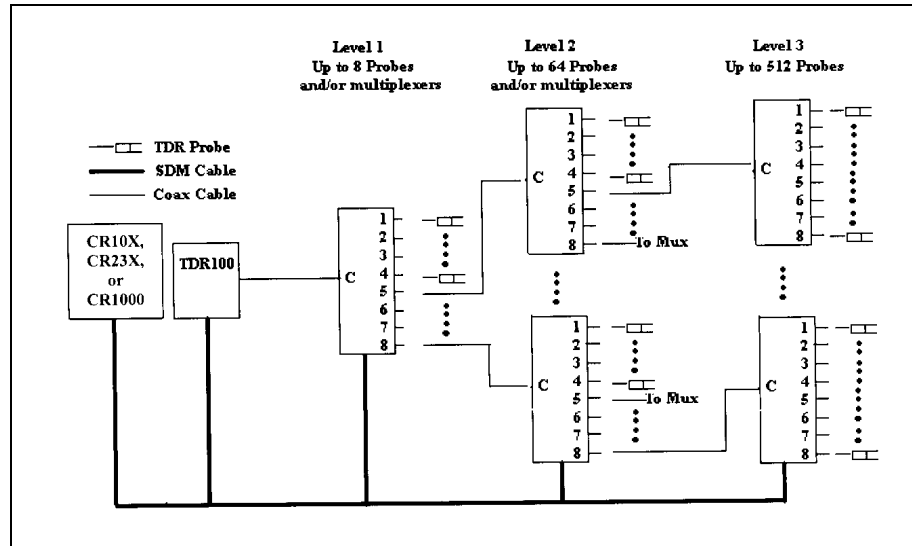 Level 1
Up to 8 Probes
and/or multiplexers
Level 2
Up to 64 Probes
and/or multiplexers
Level 3
Up to 512 Probes
TDR Probe
SDM Cable
Coax Cable
CR10X,
CR23X,
or
CR1000
TDR100
C
1
2
3
4
5
6
7
8
C
1
2
3
4
5
6
7
8
To Mux
C
1
2
3
4
5
6
7
8
To Mux
C
1
2
3
4
5
6
7
8
C
1
2
3
4
5
6
7
8